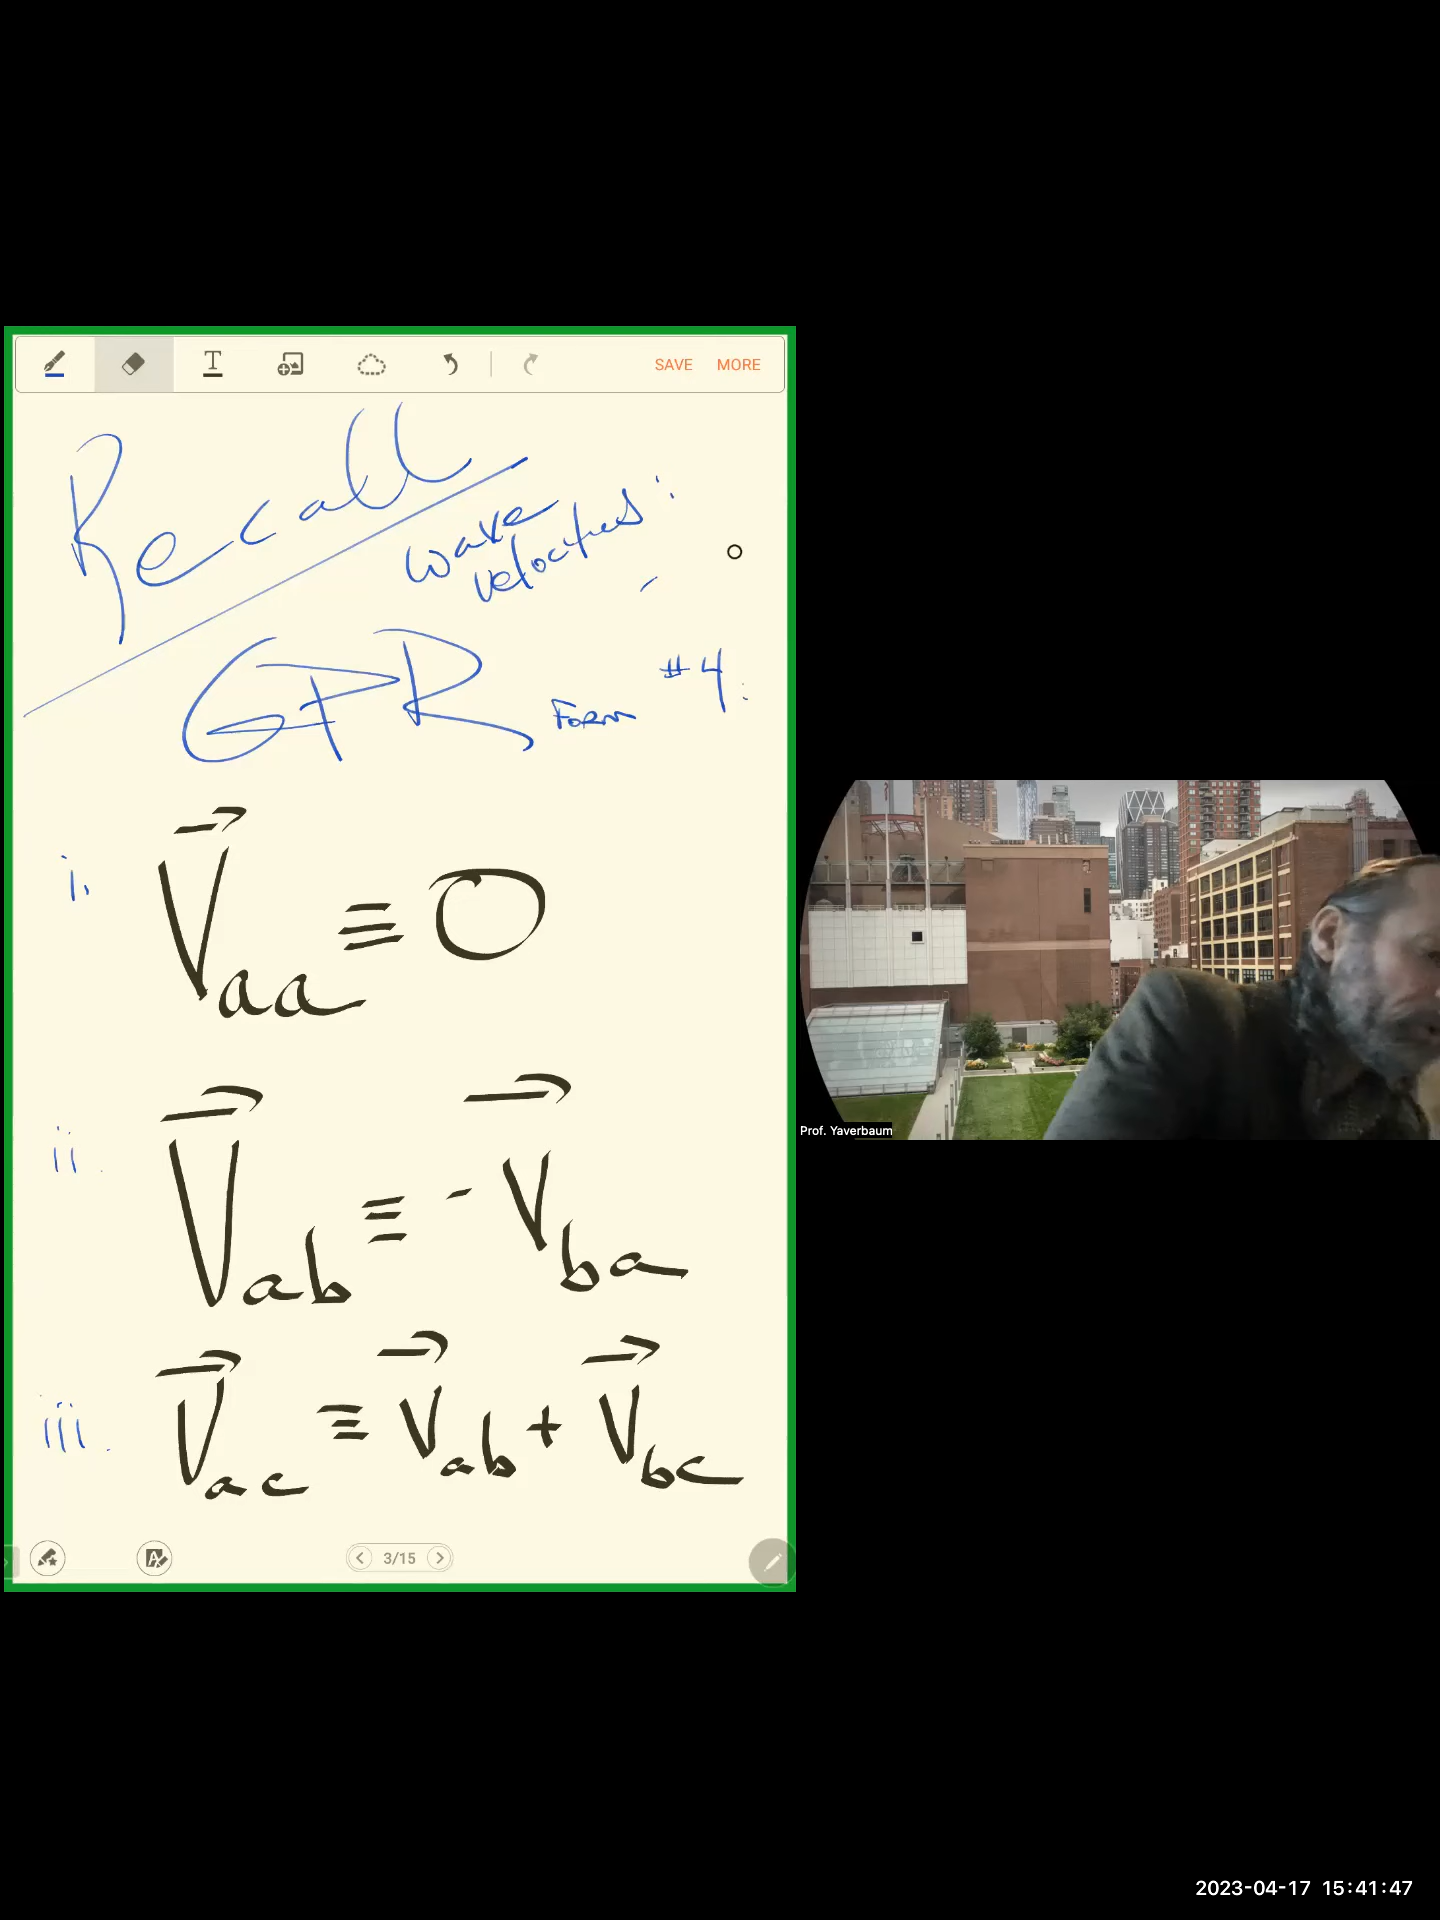 SAVE MORE
Recall
wave
velocities:
GPR Form #4:
i. V⃗aa ≡ 0
ii. V⃗ab ≡ - V⃗ba
iii. V⃗ac ≡ V⃗ab + V⃗bc
3/15
Prof. Yaverbaum
2023-04-17 15:41:47